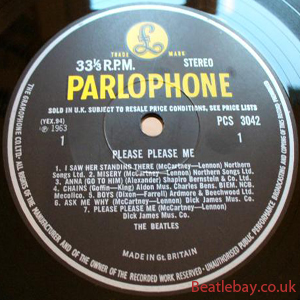 TRADE MARK
33⅓ R.P.M. STEREO
PARLOPHONE
SOLD IN U.K. SUBJECT TO RESALE PRICE CONDITIONS, SEE PRICE LISTS
(YEX.94) PCS 3042
℗ 1963
1 1
PLEASE PLEASE ME
1. I SAW HER STANDING THERE (McCartney—Lennon) Northern
Songs Ltd. 2. MISERY (McCartney—Lennon) Northern Songs Ltd.
3. ANNA (GO TO HIM) (Alexander) Shapiro Bernstein & Co. Ltd.
4. CHAINS (Goffin—King) Aldon Mus. Charles Bens. BIEM. NCB.
Mecolico. 5. BOYS (Dixon—Farrell) Ardmore & Beechwood Ltd.
6. ASK ME WHY (McCartney—Lennon) Dick James Mus. Co.
7. PLEASE PLEASE ME (McCartney—Lennon)
Dick James Mus. Co.
THE BEATLES
MADE IN GT. BRITAIN
THE GRAMOPHONE CO. LTD. ALL RIGHTS OF THE MANUFACTURER AND OF THE OWNER OF THE RECORDED WORK RESERVED. UNAUTHORISED PUBLIC PERFORMANCE, BROADCASTING AND COPYING OF THIS RECORD PROHIBITED
Beatlebay.co.uk